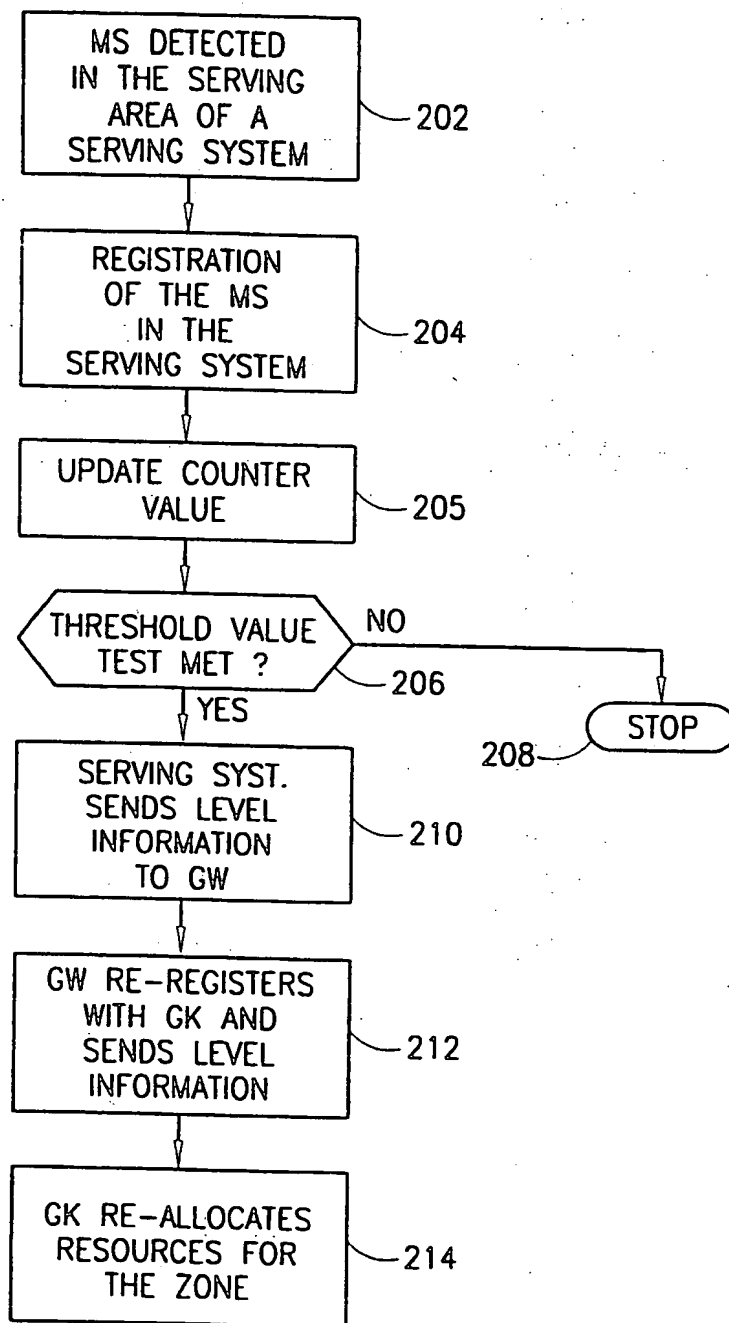 MS DETECTED
IN THE SERVING
AREA OF A
SERVING SYSTEM
202
REGISTRATION
OF THE MS
IN THE
SERVING SYSTEM
204
UPDATE COUNTER
VALUE
205
THRESHOLD VALUE
TEST MET ?
206
NO
YES
STOP
208
SERVING SYST.
SENDS LEVEL
INFORMATION
TO GW
210
GW RE-REGISTERS
WITH GK AND
SENDS LEVEL
INFORMATION
212
GK RE-ALLOCATES
RESOURCES FOR
THE ZONE
214